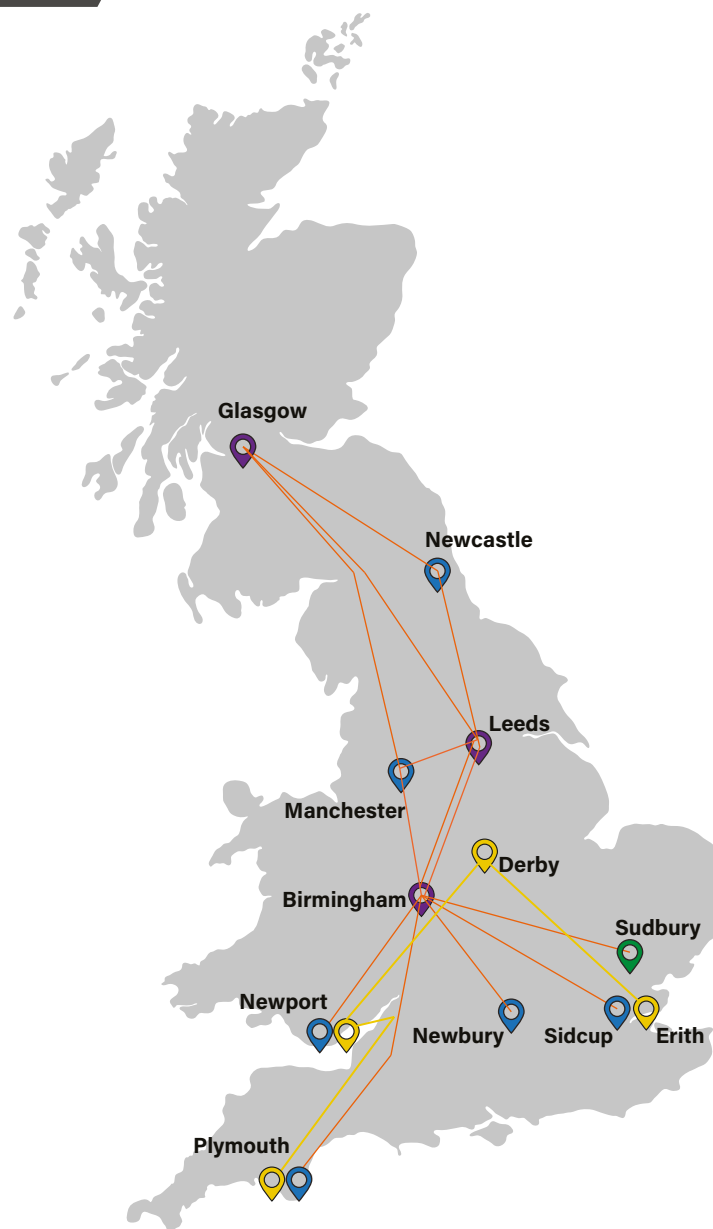 Glasgow
Newcastle
Leeds
Manchester
Derby
Birmingham
Sudbury
Newport
Newbury
Sidcup
Erith
Plymouth